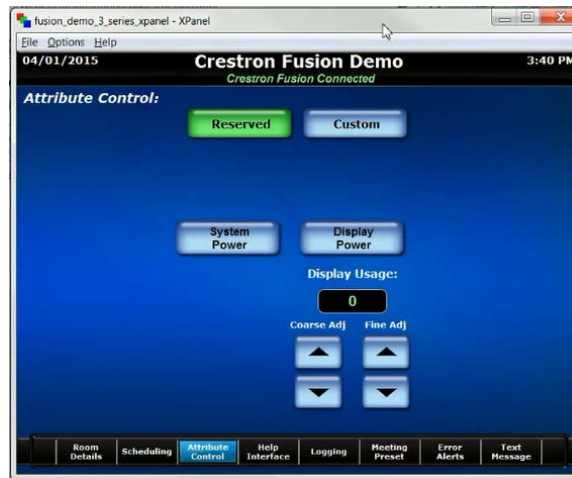 fusion_demo_3_series_xpanel - XPanel
File Options Help
04/01/2015 Crestron Fusion Demo 3:40 PM
Crestron Fusion Connected
Attribute Control:
Reserved Custom
System Power Display Power
Display Usage:
0
Coarse Adj Fine Adj
Room Details Scheduling Attribute Control Help Interface Logging Meeting Preset Error Alerts Text Message